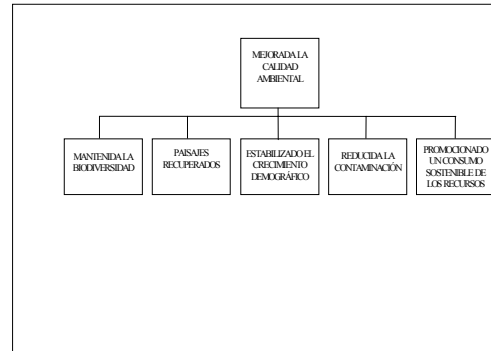 MEJORADA LA
CALIDAD
AMBIENTAL
MANTENIDA LA
BIODIVERSIDAD
PAISAJES
RECUPERADOS
ESTABILIZADO EL
CRECIMIENTO
DEMOGRÁFICO
REDUCIDA LA
CONTAMINACIÓN
PROMOCIONADO
UN CONSUMO
SOSTENIBLE DE
LOS RECURSOS